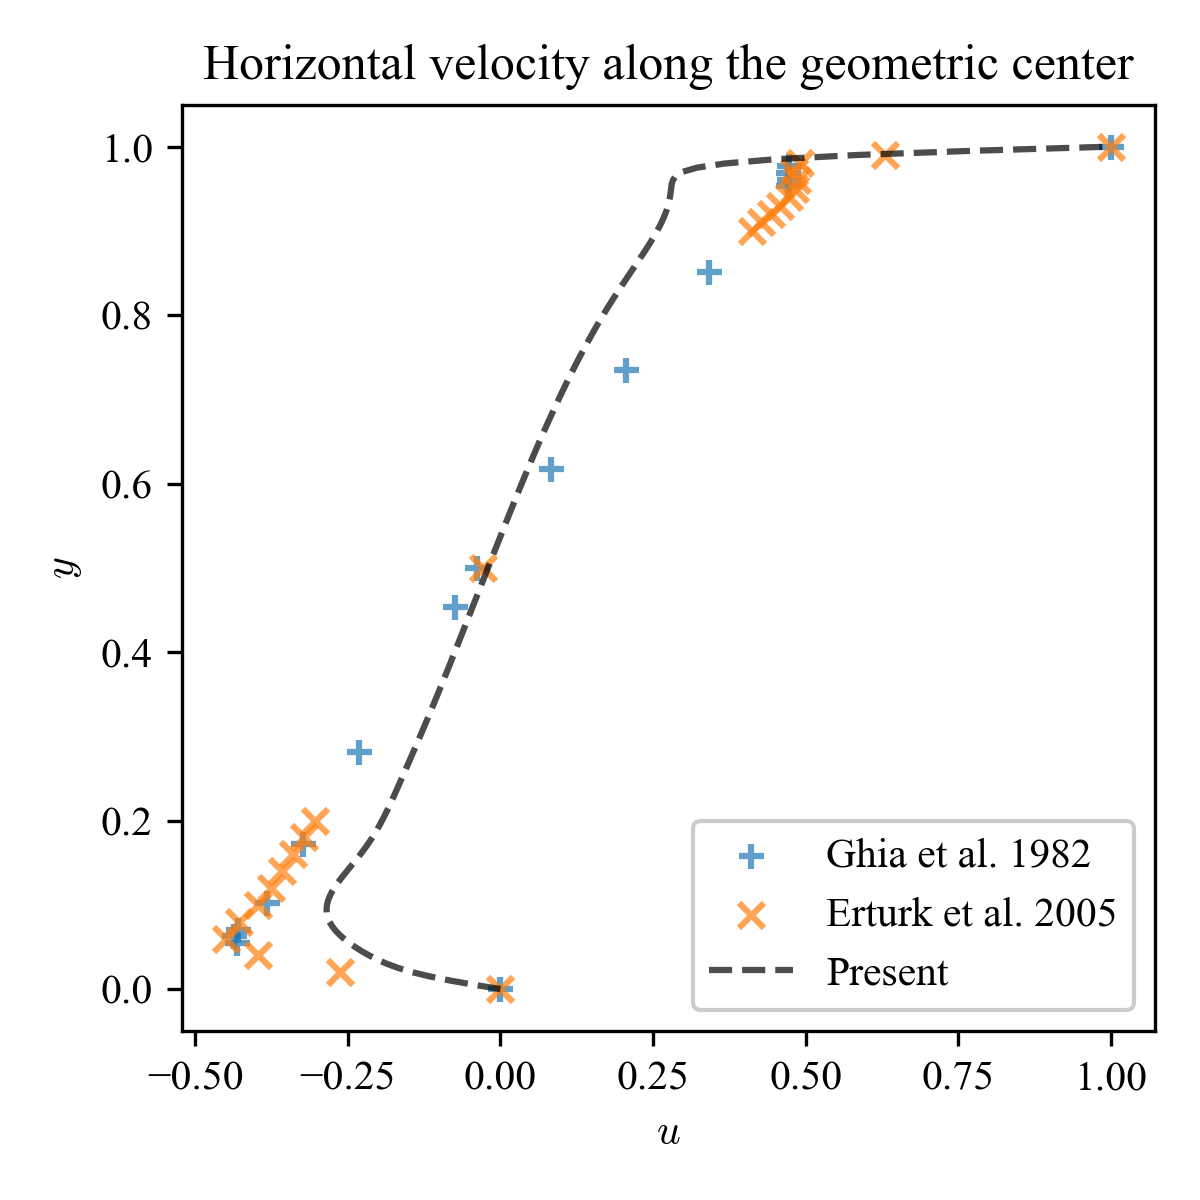 Horizontal velocity along the geometric center
1.0
0.8
0.6
0.4
0.2
0.0
y
−0.50 −0.25 0.00 0.25 0.50 0.75 1.00
u
Ghia et al. 1982
Erturk et al. 2005
Present